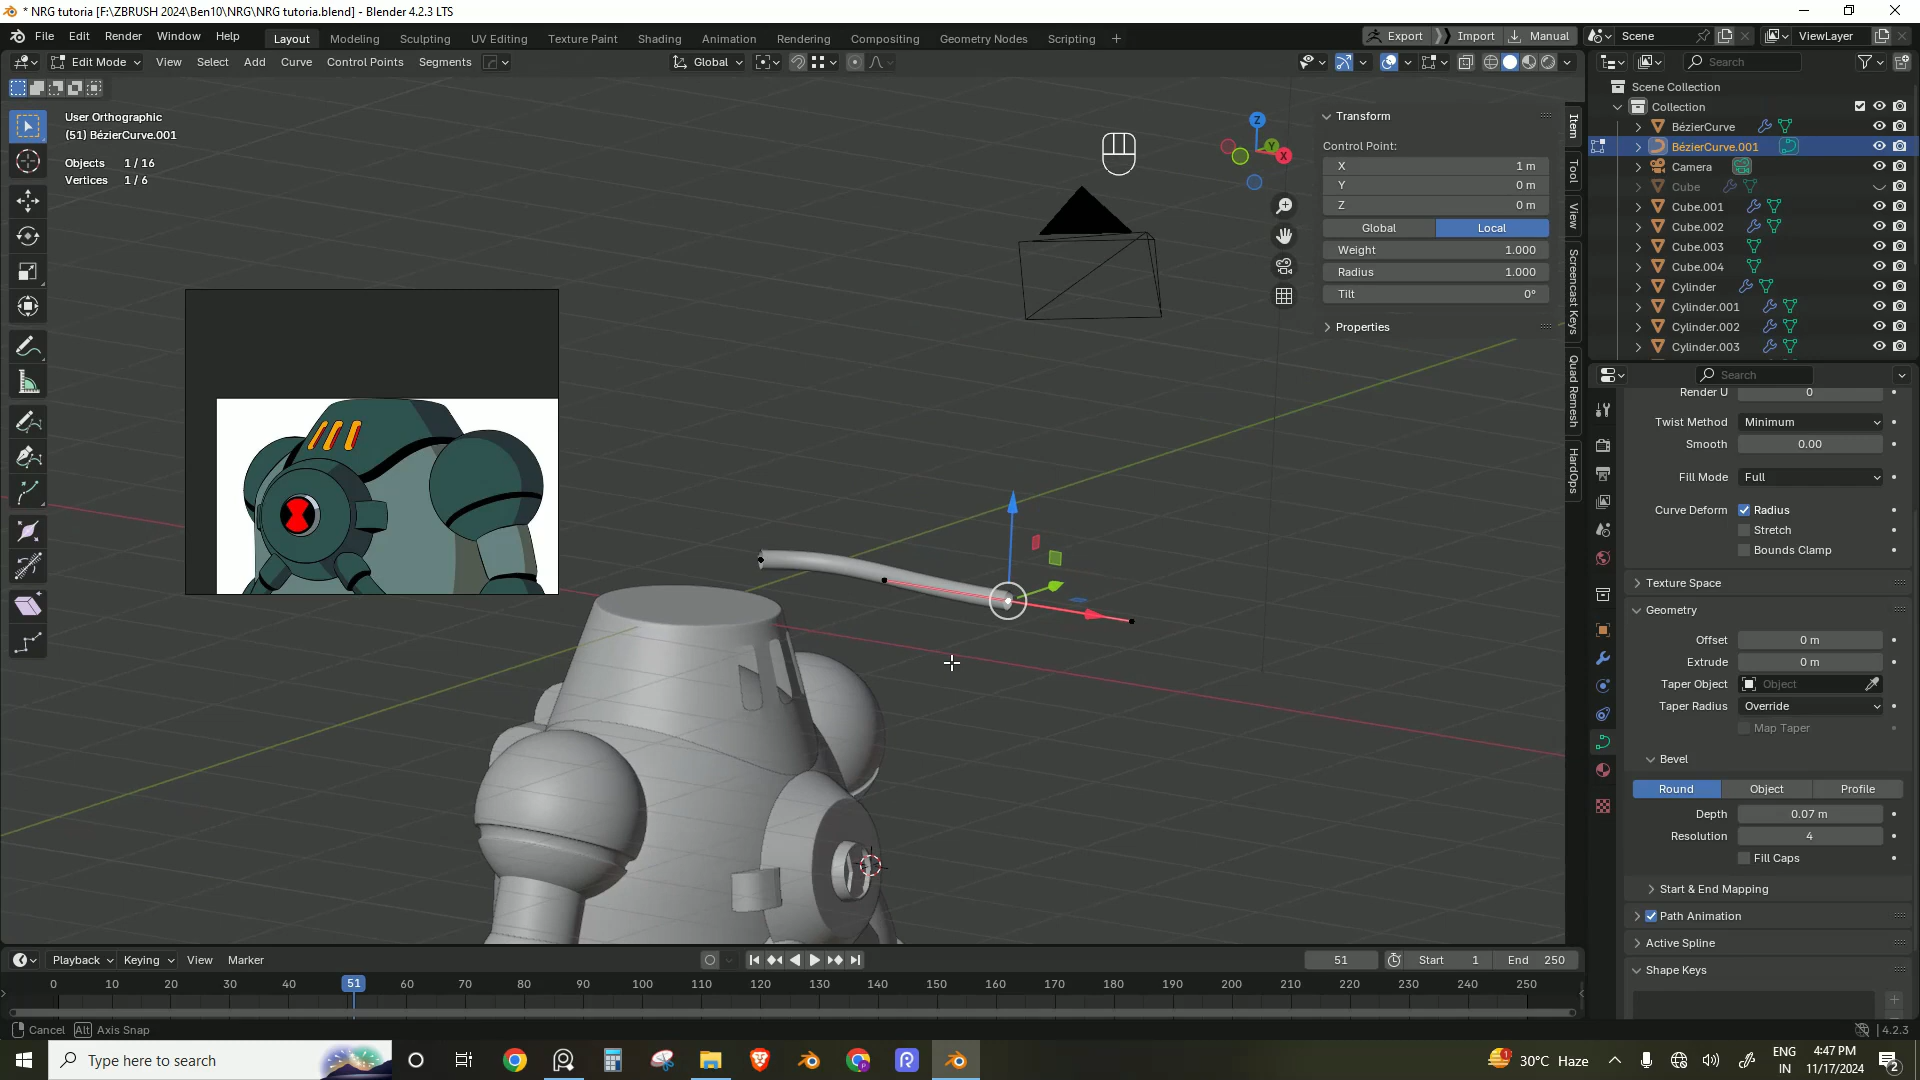 * NRG tutoria [F:\ZBRUSH 2024\Ben10\NRG\NRG tutoria.blend] - Blender 4.2.3 LTS
File Edit Render Window Help Layout Modeling Sculpting UV Editing Texture Paint Shading Animation Rendering Compositing Geometry Nodes Scripting + Export Import Manual Scene ViewLayer
Edit Mode View Select Add Curve Control Points Segments Global Search
User Orthographic
(51) BézierCurve.001
Objects 1 / 16
Vertices 1 / 6
Z
Y
X
Transform
Control Point:
X 1 m
Y 0 m
Z 0 m
Global Local
Weight 1.000
Radius 1.000
Tilt 0°
Properties
Item
Tool
View
Screencast Keys
Quad Remesh
HardOps
Scene Collection
Collection
BézierCurve
BézierCurve.001
Camera
Cube
Cube.001
Cube.002
Cube.003
Cube.004
Cylinder
Cylinder.001
Cylinder.002
Cylinder.003
Search
Render U 0
Twist Method Minimum
Smooth 0.00
Fill Mode Full
Curve Deform Radius
Stretch
Bounds Clamp
Texture Space
Geometry
Offset 0 m
Extrude 0 m
Taper Object Object
Taper Radius Override
Map Taper
Bevel
Round Object Profile
Depth 0.07 m
Resolution 4
Fill Caps
Start & End Mapping
Path Animation
Active Spline
Shape Keys
Playback Keying View Marker 51 Start 1 End 250
0 10 20 30 40 51 60 70 80 90 100 110 120 130 140 150 160 170 180 190 200 210 220 230 240 250
Cancel Alt Axis Snap 4.2.3
Type here to search
30°C Haze
ENG
IN
4:47 PM
11/17/2024
2